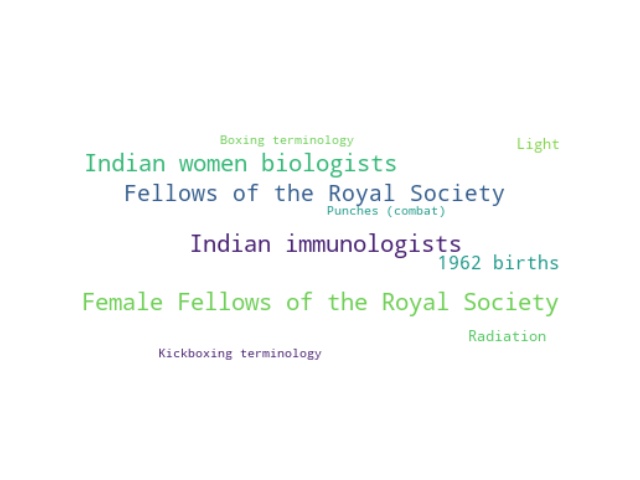 Boxing terminology
Light
Indian women biologists
Fellows of the Royal Society
Punches (combat)
Indian immunologists
1962 births
Female Fellows of the Royal Society
Radiation
Kickboxing terminology